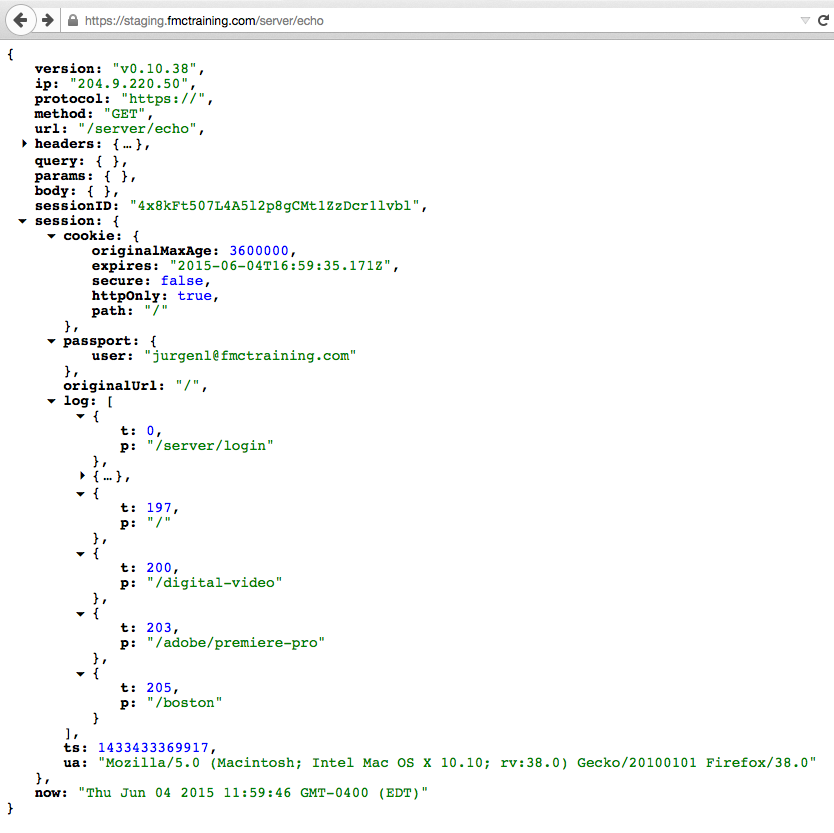 https://staging.fmctraining.com/server/echo
{
version: "v0.10.38",
ip: "204.9.220.50",
protocol: "https://",
method: "GET",
url: "/server/echo",
headers: {…},
query: { },
params: { },
body: { },
sessionID: "4x8kFt507L4A5l2p8gCMt1ZzDcr1lvbl",
session: {
cookie: {
originalMaxAge: 3600000,
expires: "2015-06-04T16:59:35.171Z",
secure: false,
httpOnly: true,
path: "/"
},
passport: {
user: "jurgenl@fmctraining.com"
},
originalUrl: "/",
log: [
{
t: 0,
p: "/server/login"
},
{…},
{
t: 197,
p: "/"
},
{
t: 200,
p: "/digital-video"
},
{
t: 203,
p: "/adobe/premiere-pro"
},
{
t: 205,
p: "/boston"
}
],
ts: 1433433369917,
ua: "Mozilla/5.0 (Macintosh; Intel Mac OS X 10.10; rv:38.0) Gecko/20100101 Firefox/38.0"
},
now: "Thu Jun 04 2015 11:59:46 GMT-0400 (EDT)"
}